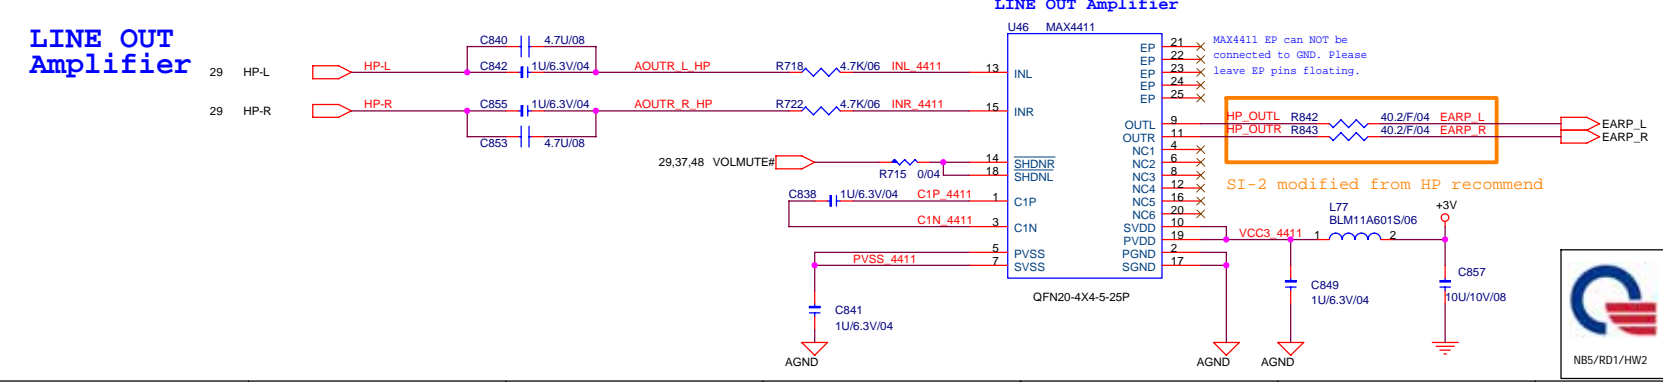 LINE OUT Amplifier
LINE OUT
Amplifier
29 HP-L
HP-L
C840 4.7U/08
C842 1U/6.3V/04
AOUTR_L_HP
R718 4.7K/06 INL_4411
29 HP-R
HP-R
C855 1U/6.3V/04
AOUTR_R_HP
R722 4.7K/06 INR_4411
C853 4.7U/08
29,37,48 VOLMUTE#
R715 0/04
C838 1U/6.3V/04 C1P_4411
C1N_4411
PVSS_4411
C841
1U/6.3V/04
AGND
U46 MAX4411
13 INL
15 INR
14 SHDNR
18 SHDNL
1 C1P
3 C1N
5 PVSS
7 SVSS
EP 21
EP 22
EP 23
EP 24
EP 25
OUTL 9
OUTR 11
NC1 4
NC2 6
NC3 8
NC4 12
NC5 16
NC6 20
SVDD 10
PVDD 19
PGND 2
SGND 17
QFN20-4X4-5-25P
MAX4411 EP can NOT be
connected to GND. Please
leave EP pins floating.
HP_OUTL R842 40.2/F/04 EARP_L
HP_OUTR R843 40.2/F/04 EARP_R
EARP_L
EARP_R
SI-2 modified from HP recommend
L77
BLM11A601S/06
+3V
VCC3_4411 1 2
C849
1U/6.3V/04
C857
10U/10V/08
AGND
AGND
NB5/RD1/HW2